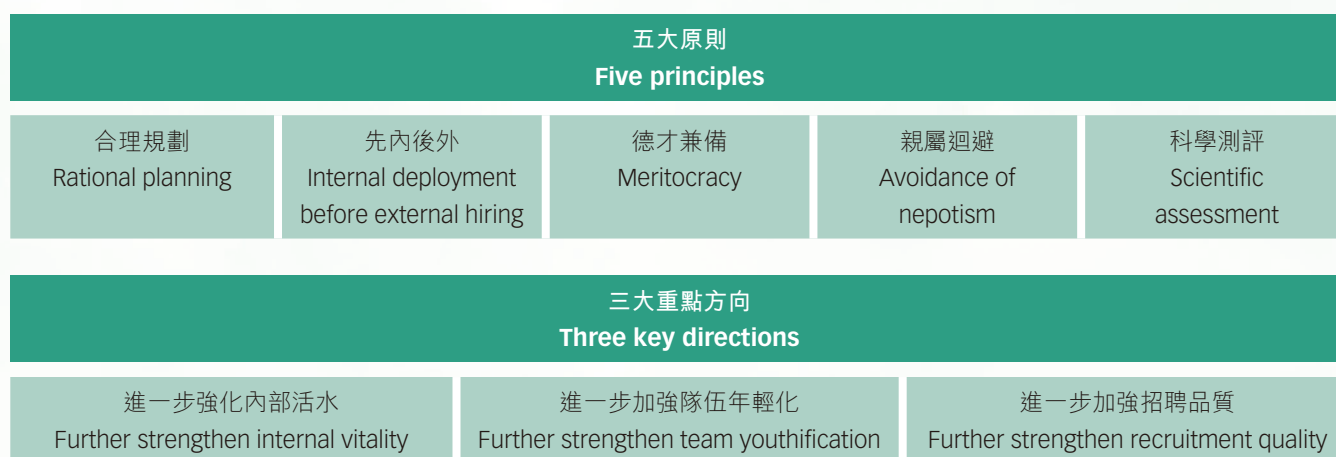 五大原則
Five principles
合理規劃
Rational planning
先內後外
Internal deployment
before external hiring
德才兼備
Meritocracy
親屬迴避
Avoidance of
nepotism
科學測評
Scientific
assessment
三大重點方向
Three key directions
進一步強化內部活水
Further strengthen internal vitality
進一步加強隊伍年輕化
Further strengthen team youthification
進一步加強招聘品質
Further strengthen recruitment quality